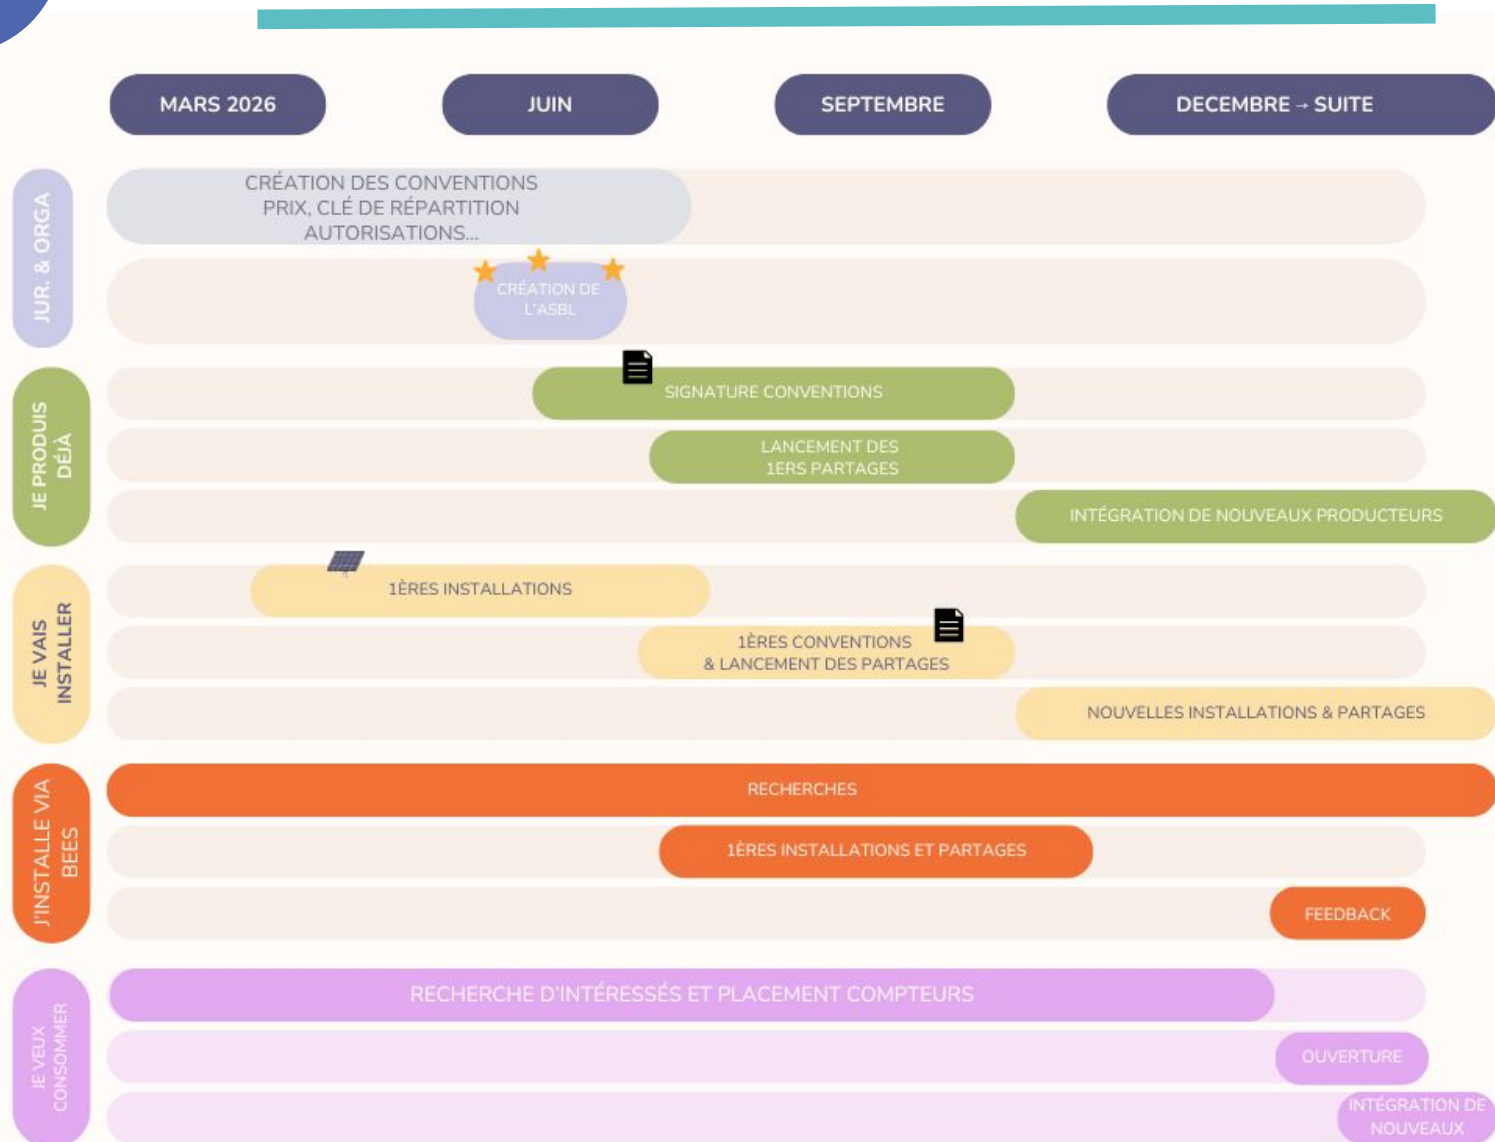 MARS 2026
JUIN
SEPTEMBRE
DECEMBRE → SUITE
JUR. & ORGA
CRÉATION DES CONVENTIONS
PRIX, CLÉ DE RÉPARTITION
AUTORISATIONS...
CRÉATION DE
L'ASBL
JE PRODUIS
DÉJÀ
SIGNATURE CONVENTIONS
LANCEMENT DES
1ERS PARTAGES
INTÉGRATION DE NOUVEAUX PRODUCTEURS
JE VAIS
INSTALLER
1ÈRES INSTALLATIONS
1ÈRES CONVENTIONS
& LANCEMENT DES PARTAGES
NOUVELLES INSTALLATIONS & PARTAGES
J'INSTALLE VIA
BEES
RECHERCHES
1ÈRES INSTALLATIONS ET PARTAGES
FEEDBACK
JE VEUX
CONSOMMER
RECHERCHE D'INTÉRESSÉS ET PLACEMENT COMPTEURS
OUVERTURE
INTÉGRATION DE
NOUVEAUX